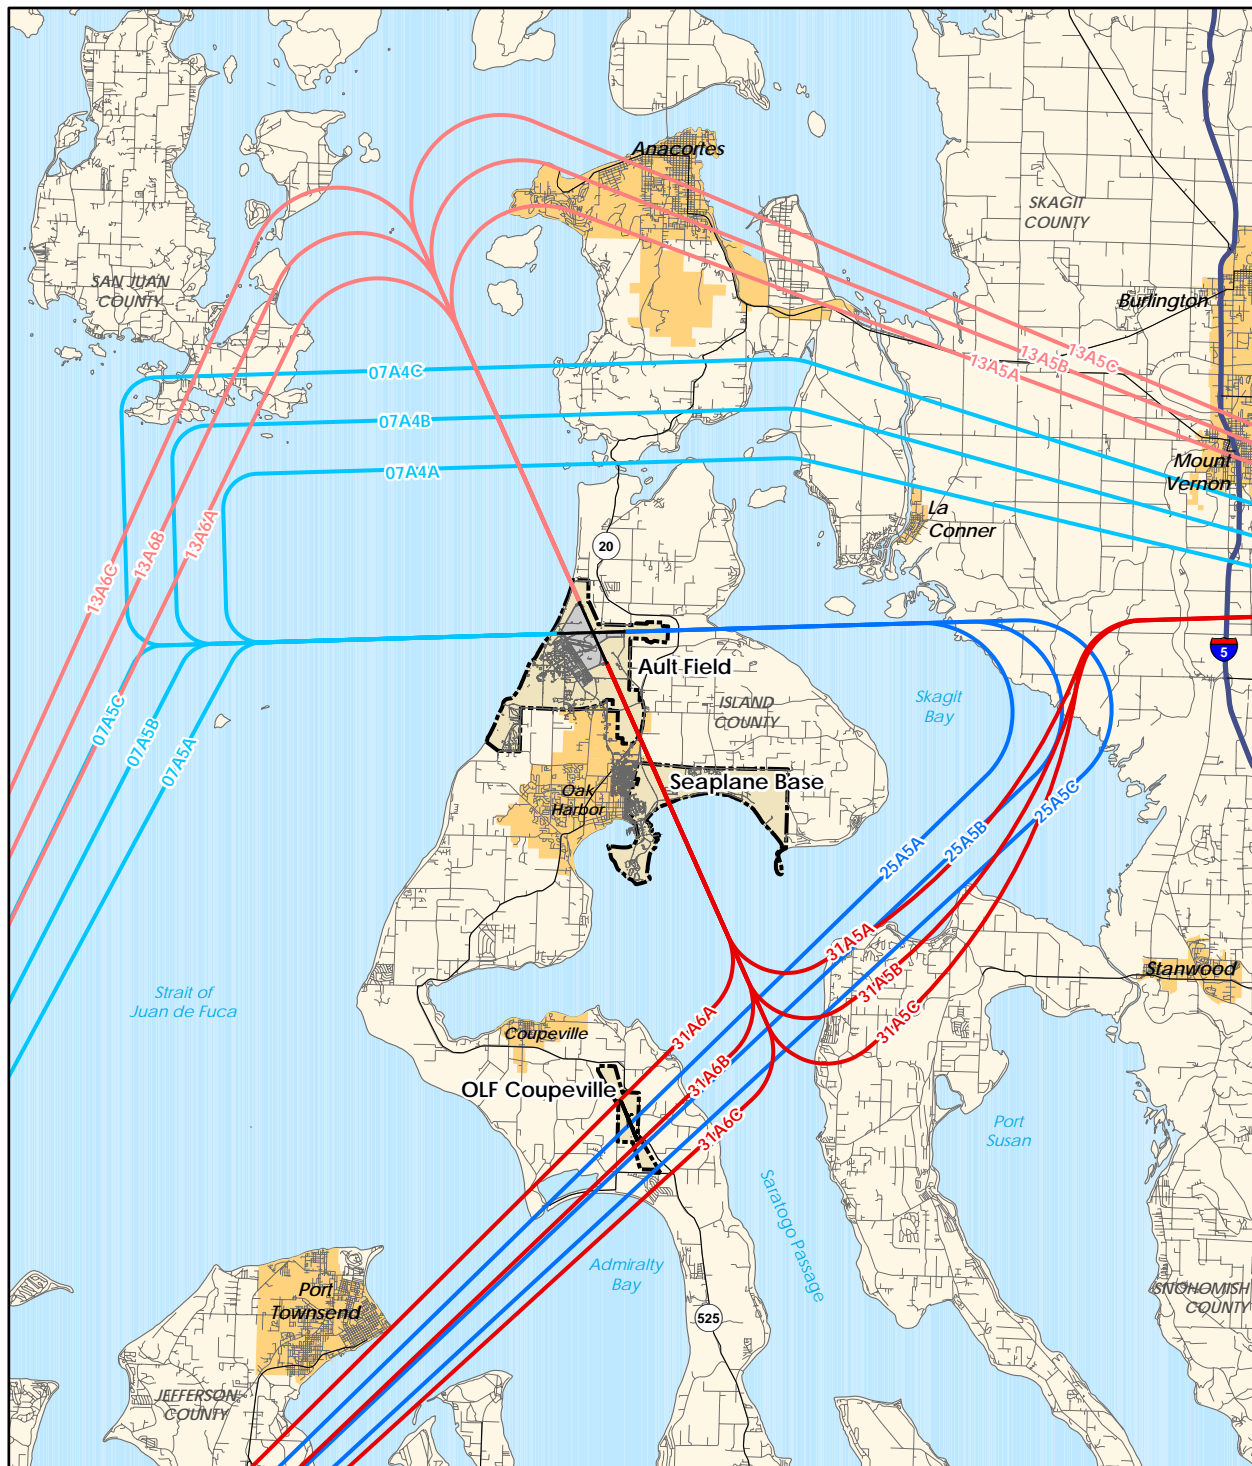 Anacortes
SKAGIT
COUNTY
SAN JUAN
COUNTY
Burlington
13A5C
13A5B
13A5A
07A4C
07A4B
07A4A
Mount
Vernon
La
Conner
13A6C
13A6B
13A6A
20
5
Ault Field
ISLAND
COUNTY
Skagit
Bay
07A5C
07A5B
07A5A
Seaplane Base
Oak
Harbor
25A5A
25A5B
25A5C
31A5A
31A5B
31A5C
Stanwood
Strait of
Juan de Fuca
31A6A
31A6B
31A6C
Coupeville
OLF Coupeville
Port
Susan
Saratogo Passage
Admiralty
Bay
Port
Townsend
525
SNOHOMISH
COUNTY
JEFFERSON
COUNTY